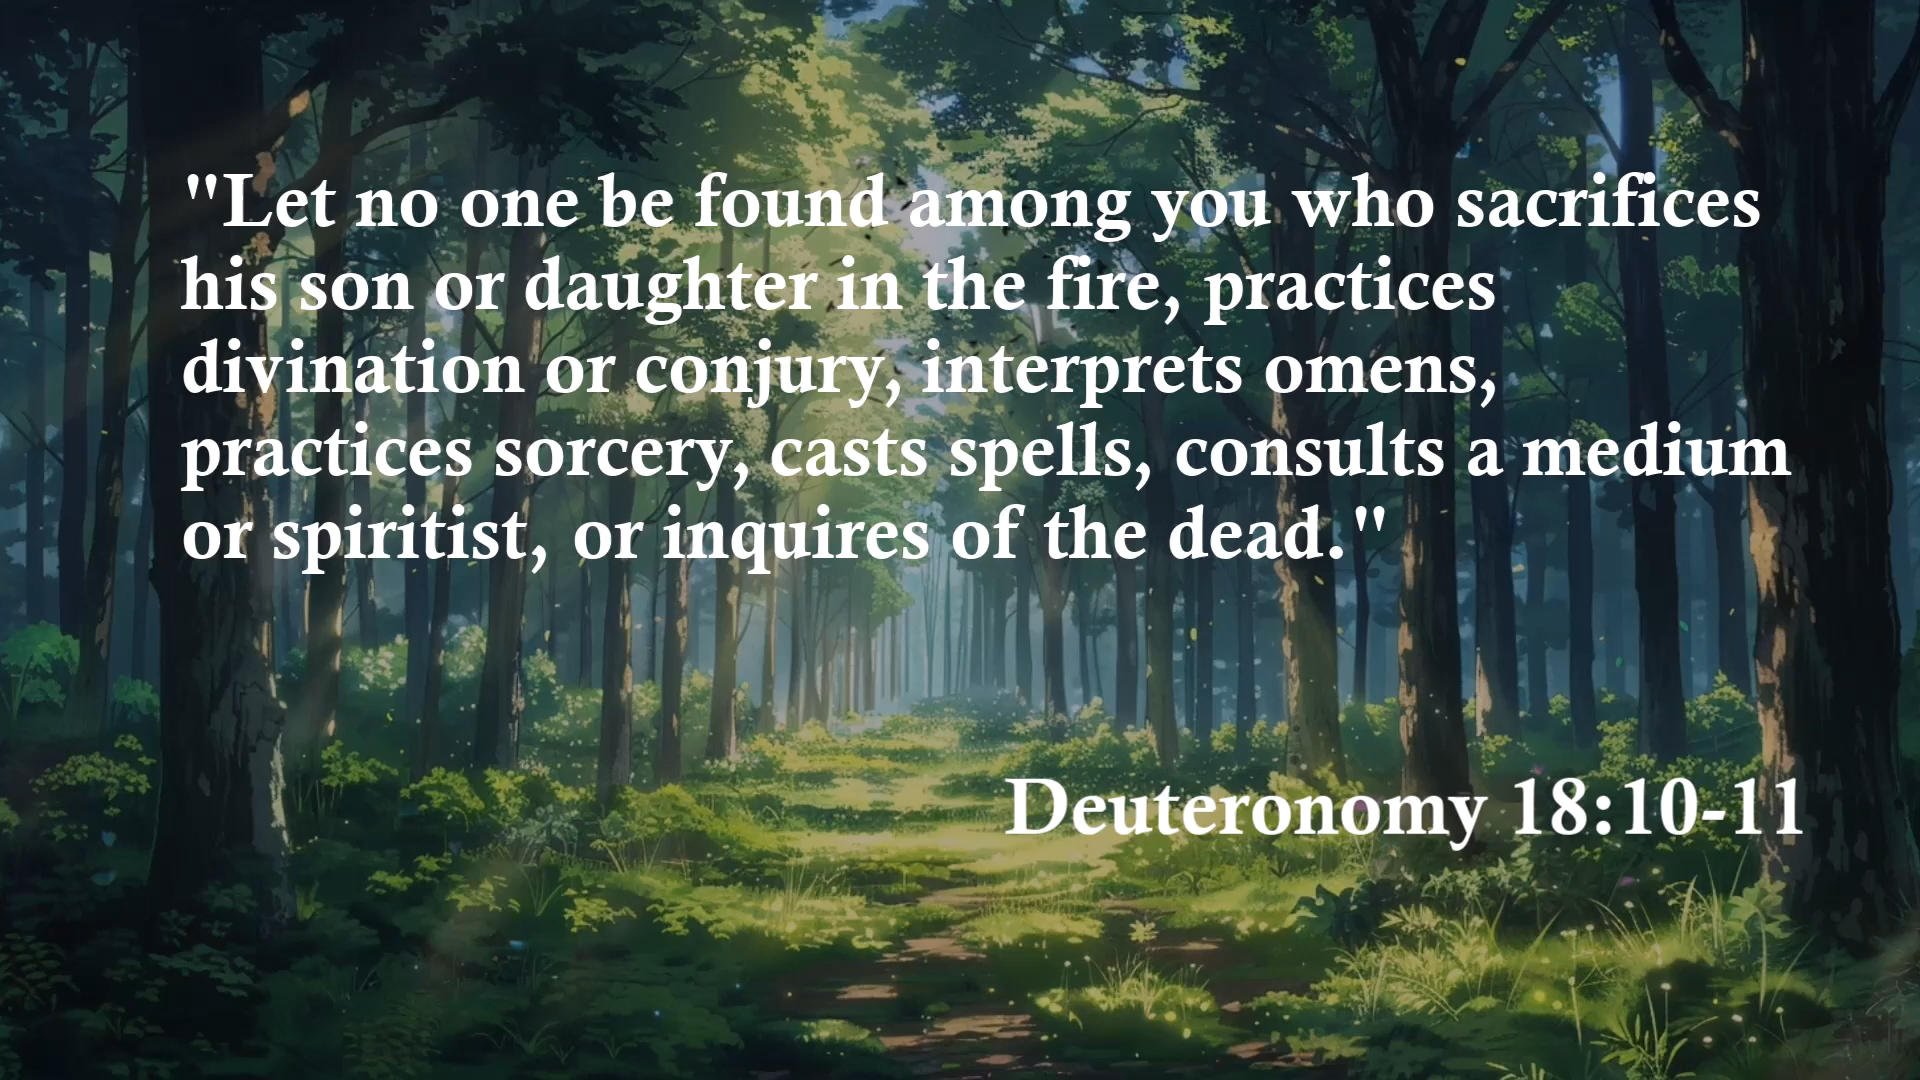 "Let no one be found among you who sacrifices
his son or daughter in the fire, practices
divination or conjury, interprets omens,
practices sorcery, casts spells, consults a medium
or spiritist, or inquires of the dead."
Deuteronomy 18:10-11